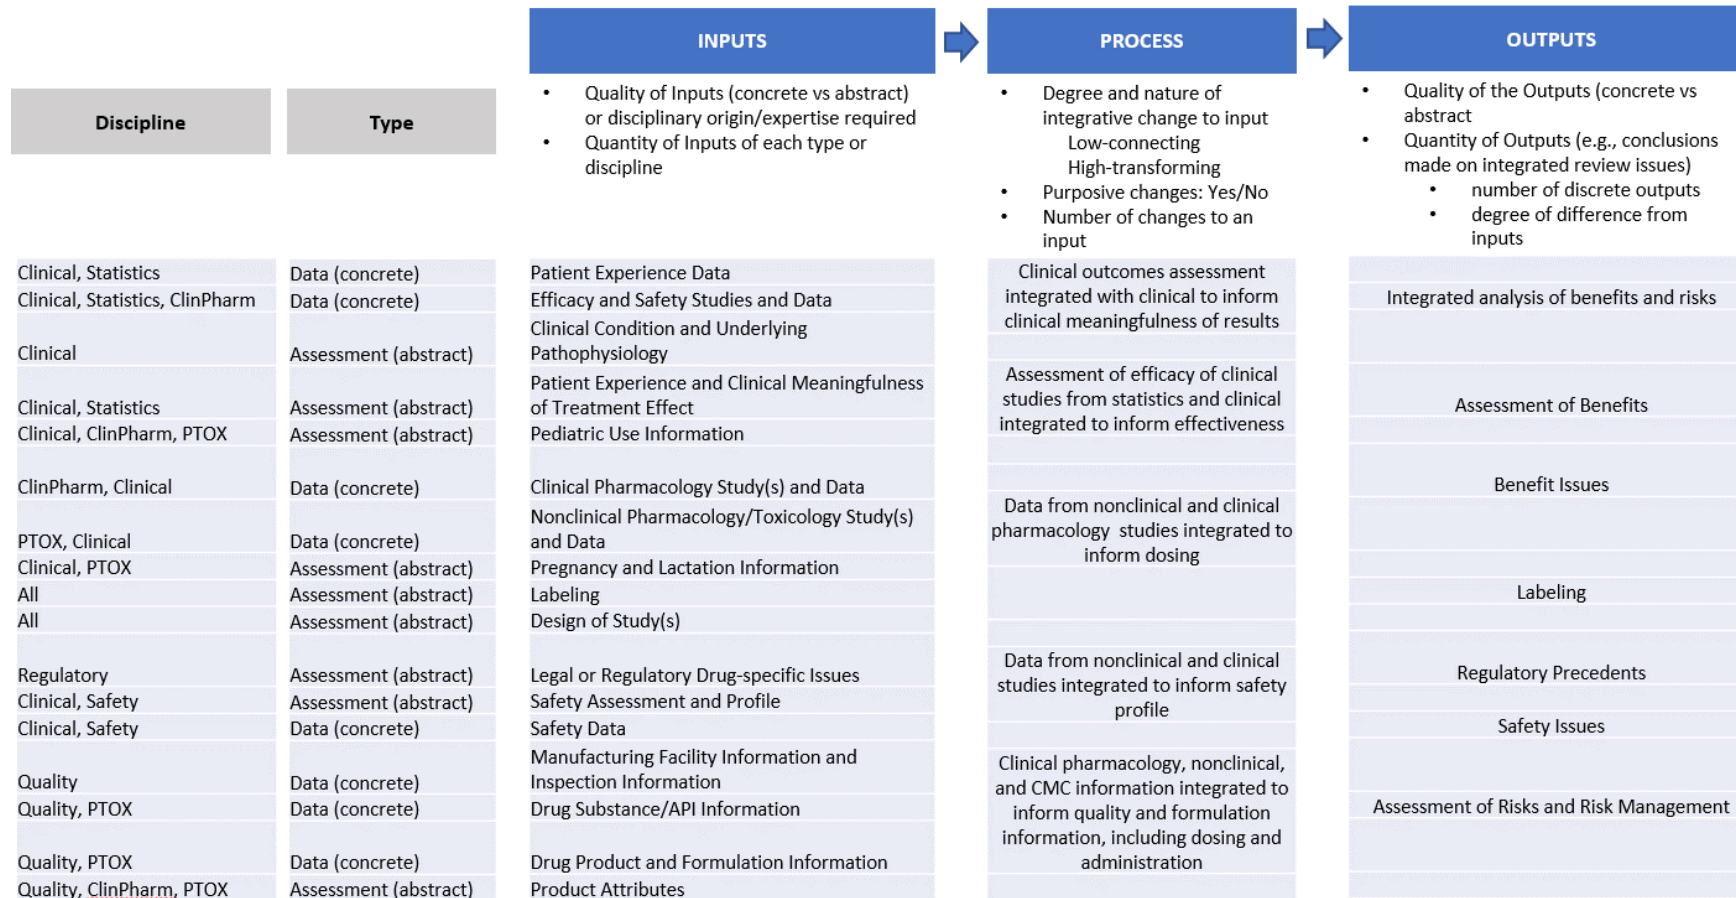 INPUTS
PROCESS
OUTPUTS
Discipline
Type
• Quality of Inputs (concrete vs abstract)
or disciplinary origin/expertise required
• Quantity of Inputs of each type or
discipline
• Degree and nature of
integrative change to input
Low-connecting
High-transforming
• Purposive changes: Yes/No
• Number of changes to an
input
• Quality of the Outputs (concrete vs
abstract
• Quantity of Outputs (e.g., conclusions
made on integrated review issues)
• number of discrete outputs
• degree of difference from
inputs
Clinical, Statistics
Data (concrete)
Patient Experience Data
Clinical, Statistics, ClinPharm
Data (concrete)
Efficacy and Safety Studies and Data
Clinical
Assessment (abstract)
Clinical Condition and Underlying
Pathophysiology
Clinical, Statistics
Assessment (abstract)
Patient Experience and Clinical Meaningfulness
of Treatment Effect
Clinical, ClinPharm, PTOX
Assessment (abstract)
Pediatric Use Information
ClinPharm, Clinical
Data (concrete)
Clinical Pharmacology Study(s) and Data
PTOX, Clinical
Data (concrete)
Nonclinical Pharmacology/Toxicology Study(s)
and Data
Clinical, PTOX
Assessment (abstract)
Pregnancy and Lactation Information
All
Assessment (abstract)
Labeling
All
Assessment (abstract)
Design of Study(s)
Regulatory
Assessment (abstract)
Legal or Regulatory Drug-specific Issues
Clinical, Safety
Assessment (abstract)
Safety Assessment and Profile
Clinical, Safety
Data (concrete)
Safety Data
Quality
Data (concrete)
Manufacturing Facility Information and
Inspection Information
Quality, PTOX
Data (concrete)
Drug Substance/API Information
Quality, PTOX
Data (concrete)
Drug Product and Formulation Information
Quality, ClinPharm, PTOX
Assessment (abstract)
Product Attributes
Clinical outcomes assessment
integrated with clinical to inform
clinical meaningfulness of results
Assessment of efficacy of clinical
studies from statistics and clinical
integrated to inform effectiveness
Data from nonclinical and clinical
pharmacology studies integrated to
inform dosing
Data from nonclinical and clinical
studies integrated to inform safety
profile
Clinical pharmacology, nonclinical,
and CMC information integrated to
inform quality and formulation
information, including dosing and
administration
Integrated analysis of benefits and risks
Assessment of Benefits
Benefit Issues
Labeling
Regulatory Precedents
Safety Issues
Assessment of Risks and Risk Management